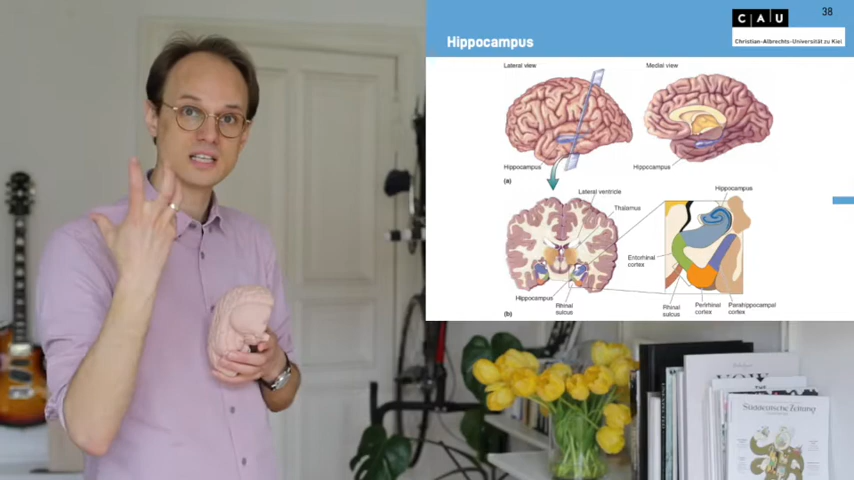 38
CAU
Christian-Albrechts-Universität zu Kiel
Hippocampus
Lateral view
Medial view
Hippocampus
Hippocampus
(a)
Lateral ventricle
Thalamus
Hippocampus
Entorhinal
cortex
Hippocampus
Rhinal
sulcus
Rhinal
sulcus
Perirhinal
cortex
Parahippocampal
cortex
(b)
Süddeutsche Zeitung